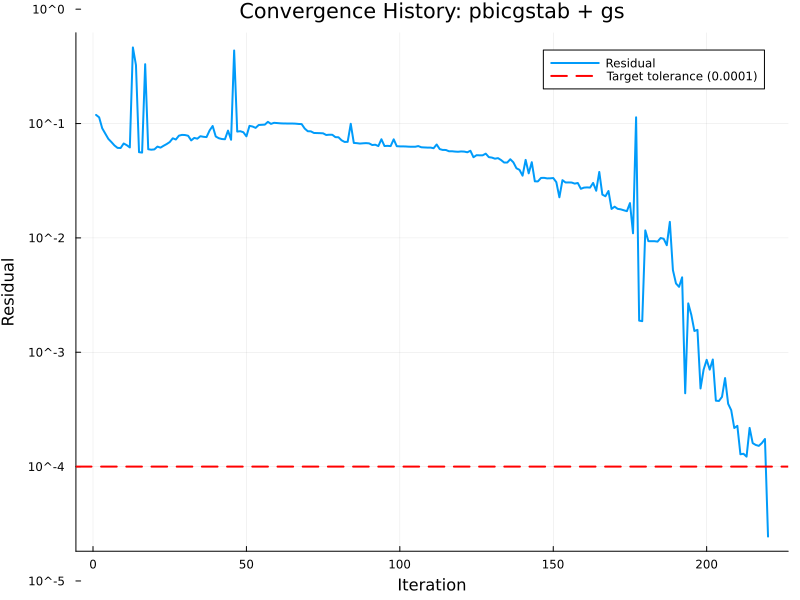 Convergence History: pbicgstab + gs
10^0
10^-1
10^-2
10^-3
10^-4
10^-5
Residual
Residual
Target tolerance (0.0001)
0
50
100
150
200
Iteration